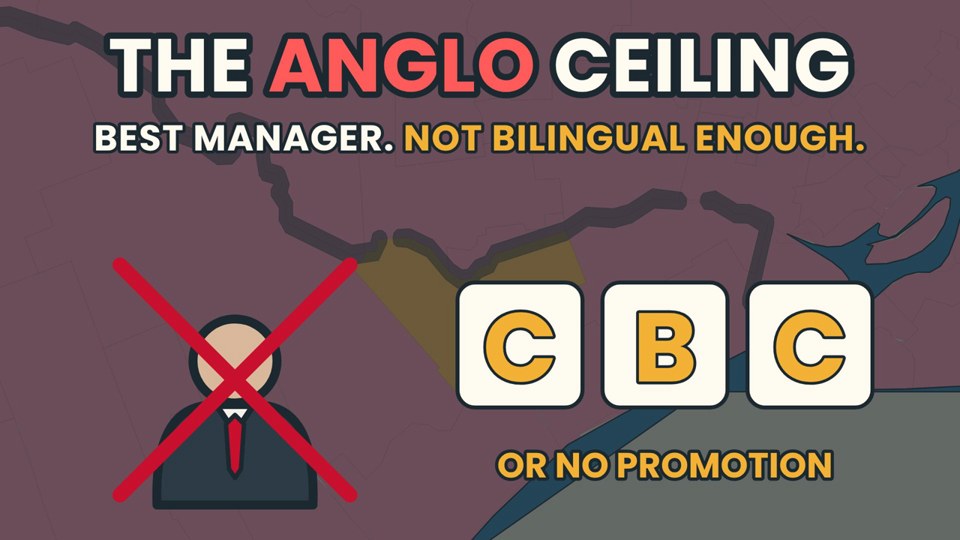 THE ANGLO CEILING
BEST MANAGER. NOT BILINGUAL ENOUGH.
C B C
OR NO PROMOTION